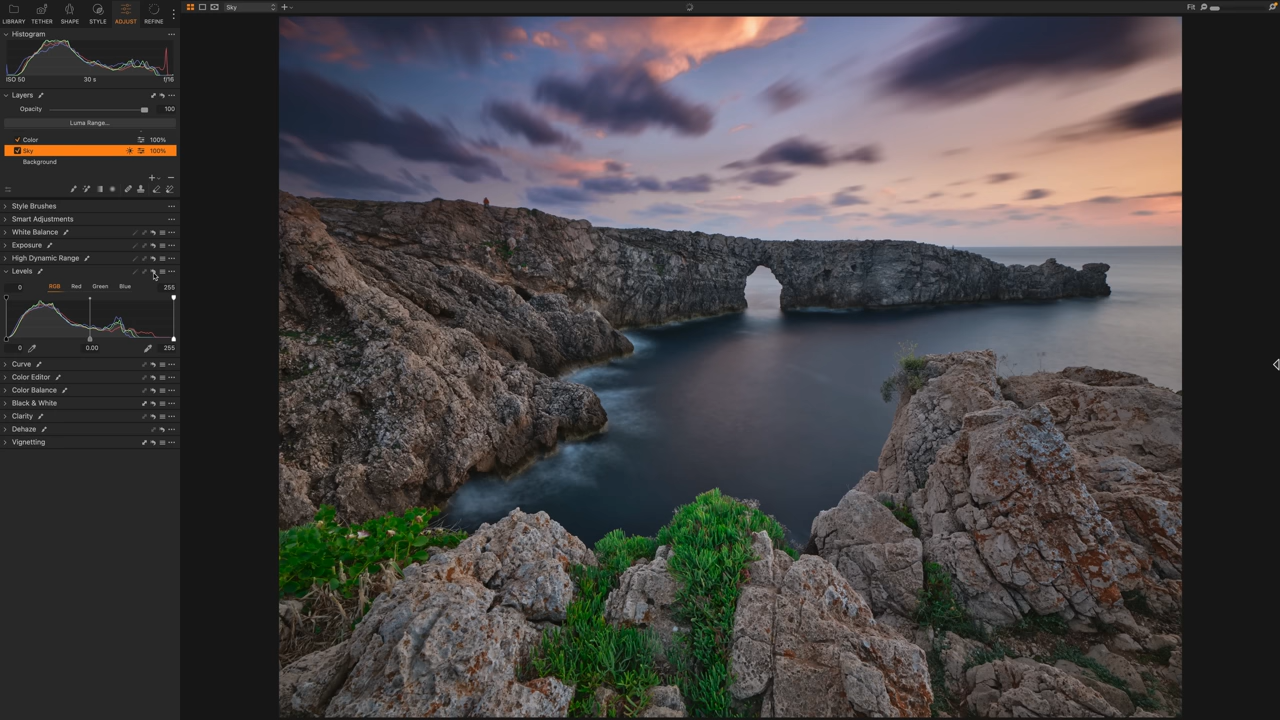 LIBRARY TETHER SHAPE STYLE ADJUST REFINE
Sky
Fit
Histogram
ISO 50 30 s f/16
Layers
Opacity 100
Luma Range...
Color 100%
Sky 100%
Background
Style Brushes
Smart Adjustments
White Balance
Exposure
High Dynamic Range
Levels
0 RGB Red Green Blue 255
0 0.00 255
Curve
Color Editor
Color Balance
Black & White
Clarity
Dehaze
Vignetting